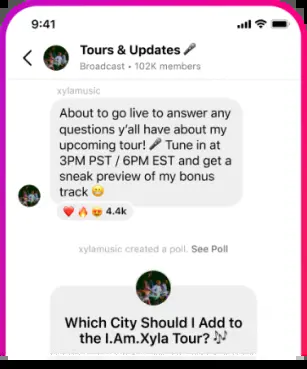 9:41
Tours & Updates 🎤
Broadcast • 102K members
xylamusic
About to go live to answer any
questions y'all have about my
upcoming tour! 🎤 Tune in at
3PM PST / 6PM EST and get a
sneak preview of my bonus
track 😊
❤️ 🔥 😍 4.4k
xylamusic created a poll. See Poll
Which City Should I Add to
the I.Am.Xyla Tour? 🎶